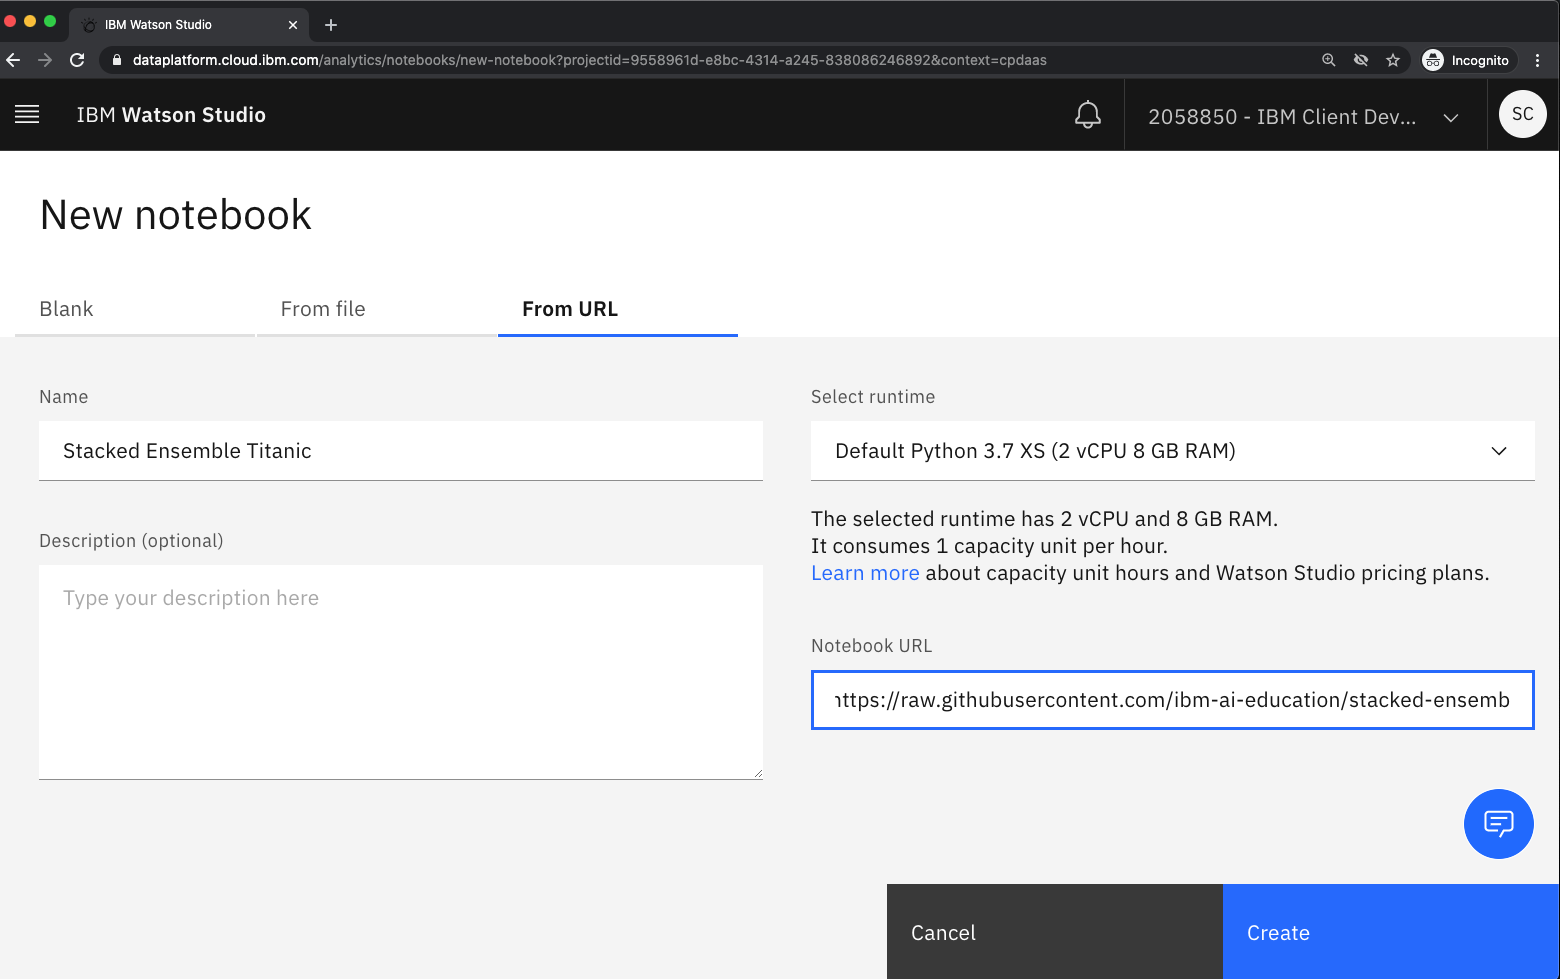 IBM Watson Studio
dataplatform.cloud.ibm.com/analytics/notebooks/new-notebook?projectid=9558961d-e8bc-4314-a245-838086246892&context=cpdaas
Incognito
IBM Watson Studio
2058850 - IBM Client Dev...
SC
New notebook
Blank
From file
From URL
Name
Stacked Ensemble Titanic
Description (optional)
Type your description here
Select runtime
Default Python 3.7 XS (2 vCPU 8 GB RAM)
The selected runtime has 2 vCPU and 8 GB RAM.
It consumes 1 capacity unit per hour.
Learn more about capacity unit hours and Watson Studio pricing plans.
Notebook URL
https://raw.githubusercontent.com/ibm-ai-education/stacked-ensemb
Cancel
Create